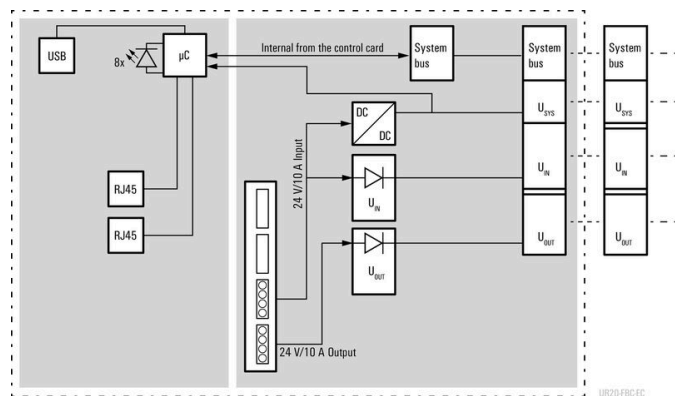 USB
8x
µC
Internal from the control card
System
bus
System
bus
System
bus
DC
DC
U_SYS
U_SYS
24 V/10 A Input
U_IN
U_IN
U_IN
RJ45
RJ45
U_OUT
U_OUT
U_OUT
24 V/10 A Output
UR20-FBC-EC